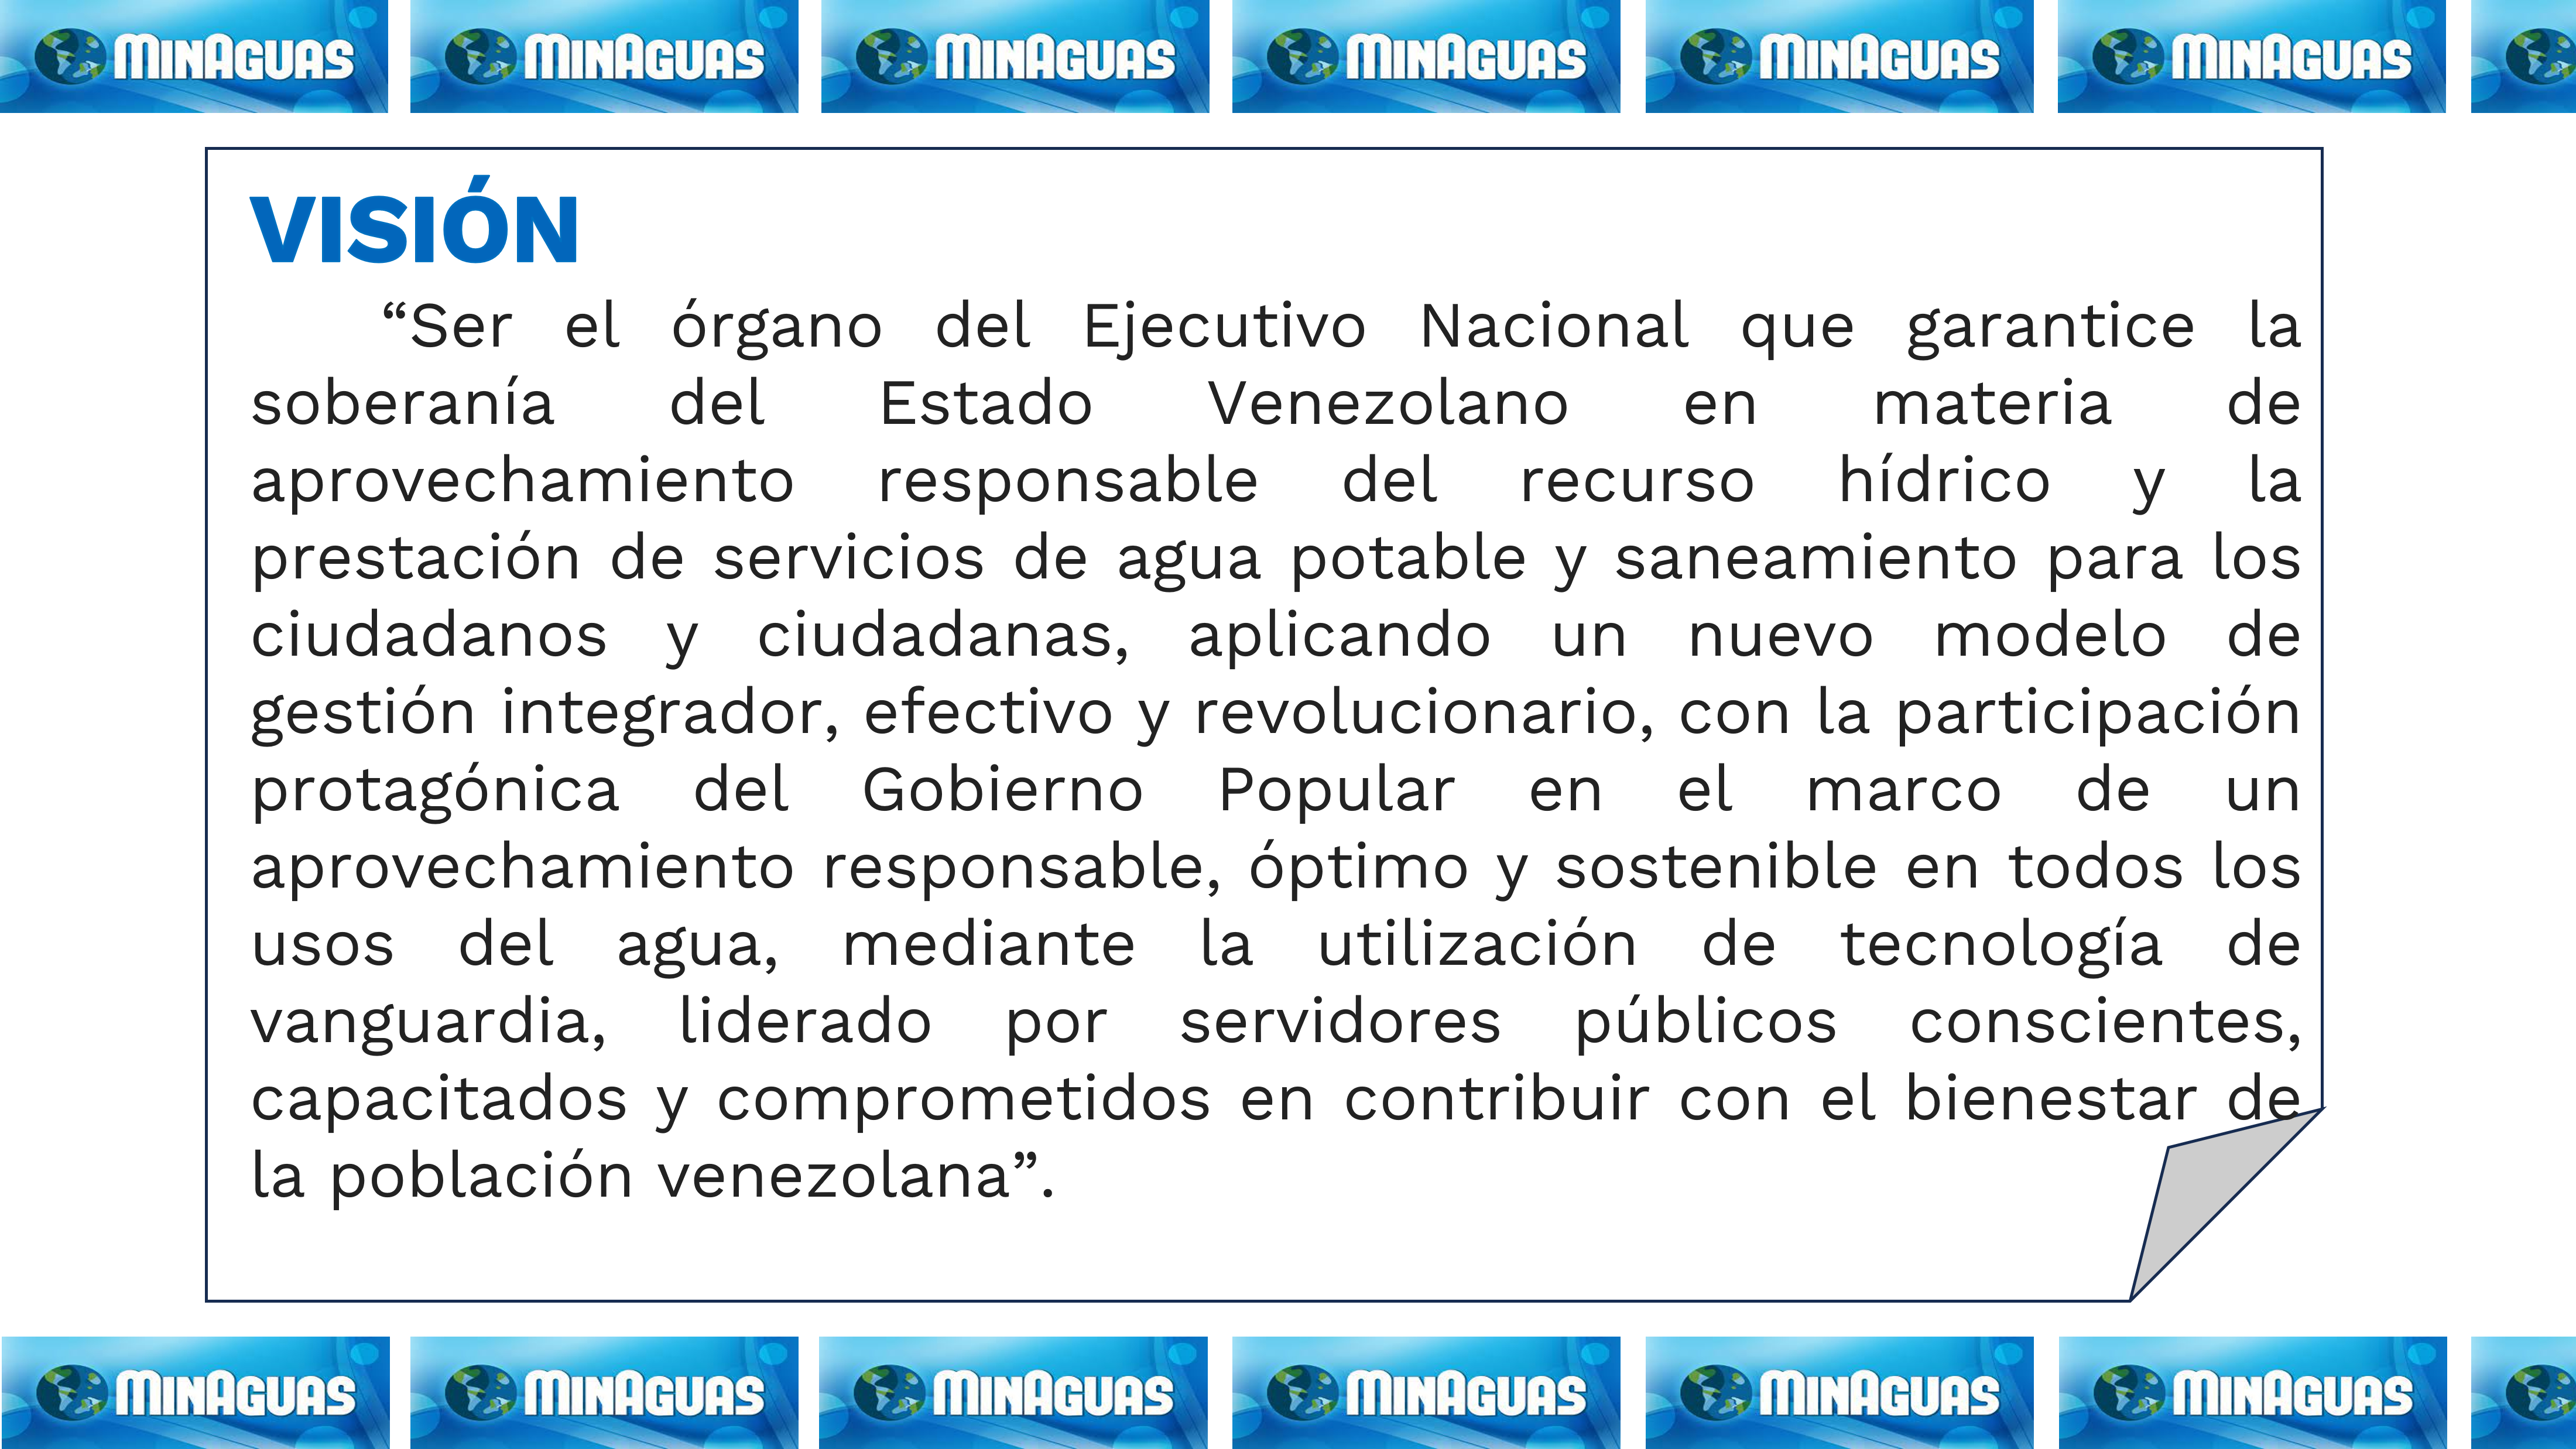 MINAGUAS MINAGUAS MINAGUAS MINAGUAS MINAGUAS MINAGUAS
VISIÓN
“Ser el órgano del Ejecutivo Nacional que garantice la
soberanía del Estado Venezolano en materia de
aprovechamiento responsable del recurso hídrico y la
prestación de servicios de agua potable y saneamiento para los
ciudadanos y ciudadanas, aplicando un nuevo modelo de
gestión integrador, efectivo y revolucionario, con la participación
protagónica del Gobierno Popular en el marco de un
aprovechamiento responsable, óptimo y sostenible en todos los
usos del agua, mediante la utilización de tecnología de
vanguardia, liderado por servidores públicos conscientes,
capacitados y comprometidos en contribuir con el bienestar de
la población venezolana”.
MINAGUAS MINAGUAS MINAGUAS MINAGUAS MINAGUAS MINAGUAS